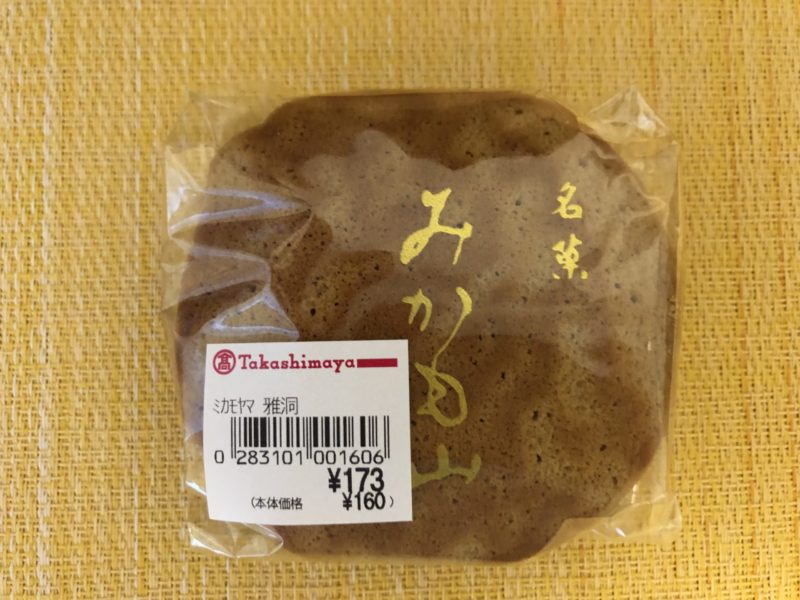 名菓
みかも山
髙 Takashimaya
ミカモヤマ 雅洞
0 283101 001606
¥173
(本体価格 ¥160)